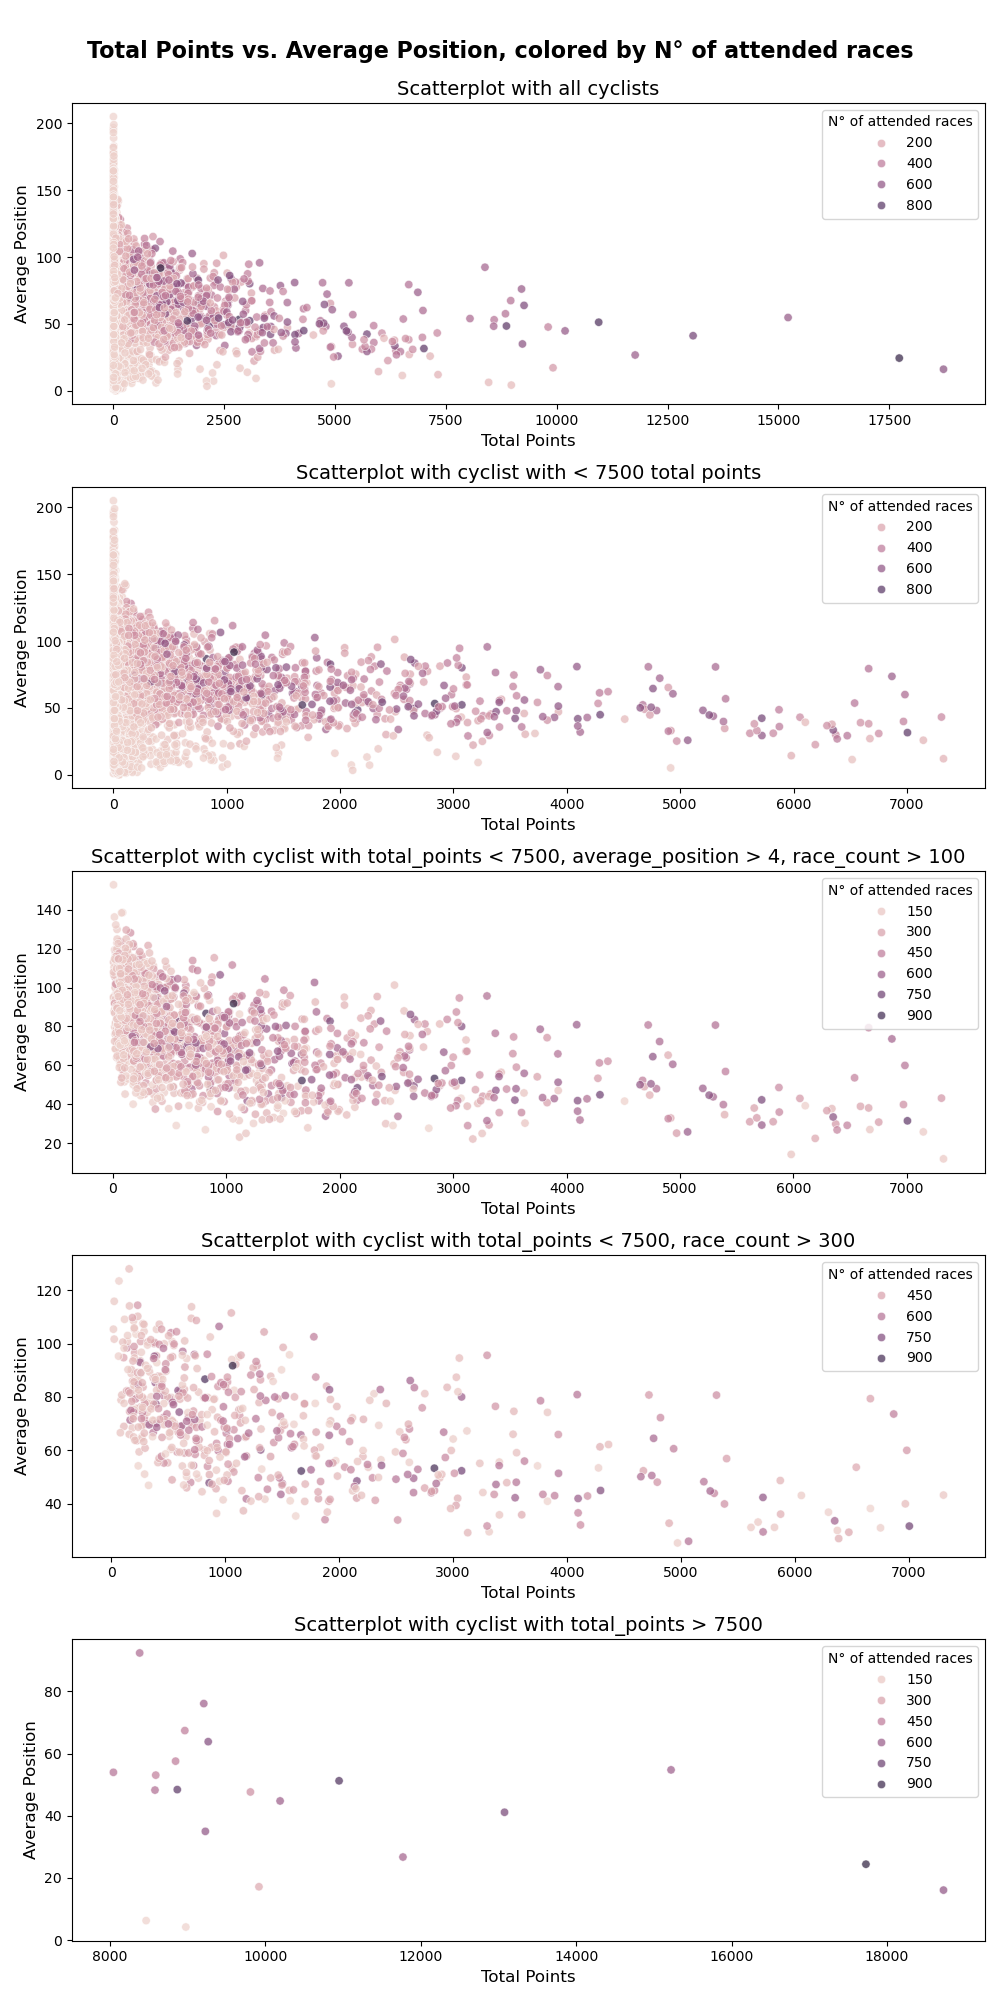 Total Points vs. Average Position, colored by N° of attended races
Scatterplot with all cyclists
N° of attended races
200
400
600
800
200
150
100
50
0
Average Position
0 2500 5000 7500 10000 12500 15000 17500
Total Points
Scatterplot with cyclist with < 7500 total points
N° of attended races
200
400
600
800
200
150
100
50
0
Average Position
0 1000 2000 3000 4000 5000 6000 7000
Total Points
Scatterplot with cyclist with total_points < 7500, average_position > 4, race_count > 100
N° of attended races
150
300
450
600
750
900
140
120
100
80
60
40
20
Average Position
0 1000 2000 3000 4000 5000 6000 7000
Total Points
Scatterplot with cyclist with total_points < 7500, race_count > 300
N° of attended races
450
600
750
900
120
100
80
60
40
Average Position
0 1000 2000 3000 4000 5000 6000 7000
Total Points
Scatterplot with cyclist with total_points > 7500
N° of attended races
150
300
450
600
750
900
80
60
40
20
0
Average Position
8000 10000 12000 14000 16000 18000
Total Points